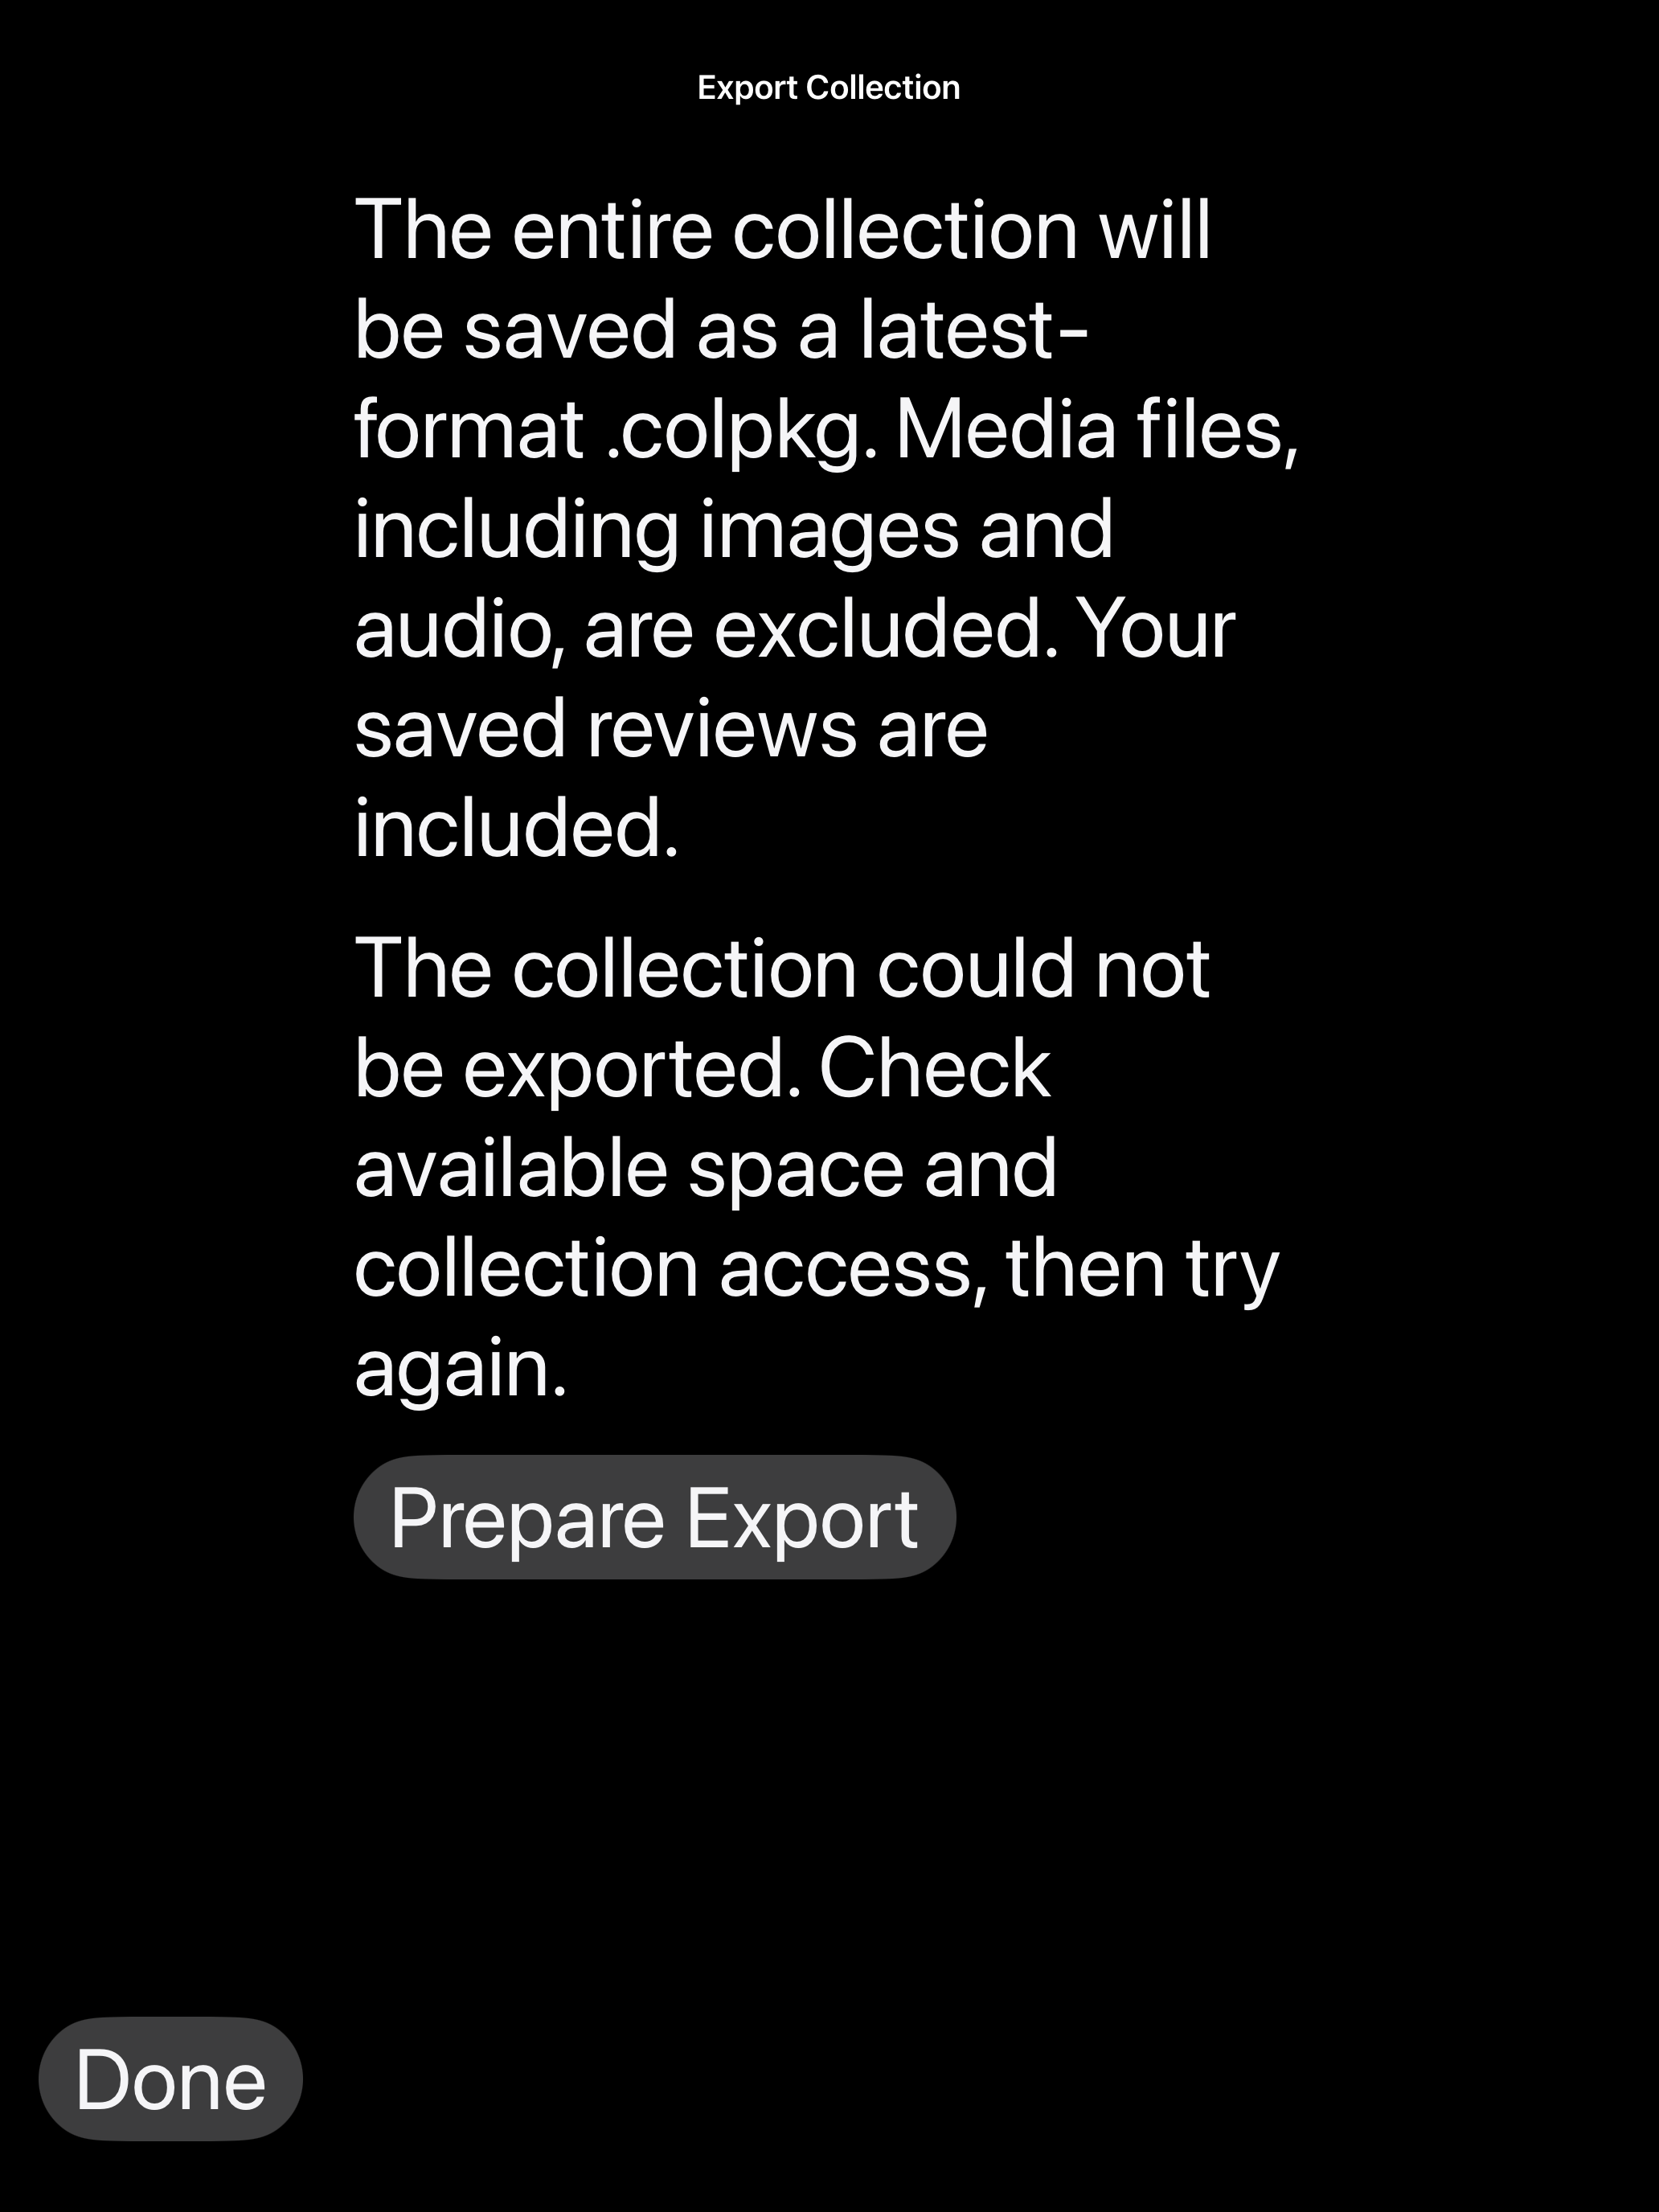 Export Collection
The entire collection will
be saved as a latest-
format .colpkg. Media files,
including images and
audio, are excluded. Your
saved reviews are
included.
The collection could not
be exported. Check
available space and
collection access, then try
again.
Prepare Export
Done